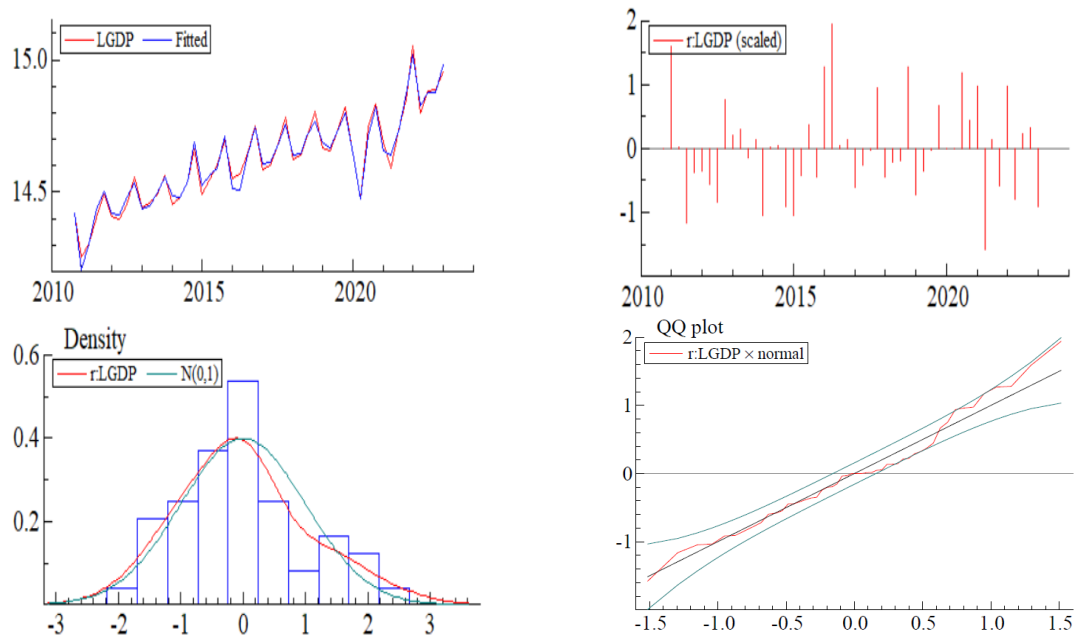 LGDP Fitted
15.0
14.5
2010 2015 2020
r:LGDP (scaled)
2
1
0
-1
2010 2015 2020
Density
r:LGDP N(0,1)
0.6
0.4
0.2
-3 -2 -1 0 1 2 3
QQ plot
r:LGDP × normal
2
1
0
-1
-1.5 -1.0 -0.5 0.0 0.5 1.0 1.5